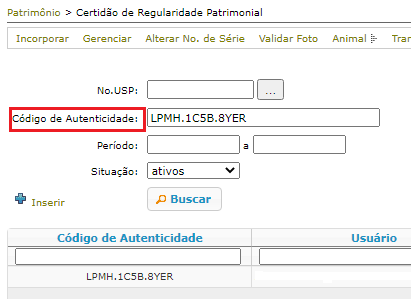 Patrimônio > Certidão de Regularidade Patrimonial
Incorporar Gerenciar Alterar No. de Série Validar Foto Animal Tran
No.USP: ...
Código de Autenticidade: LPMH.1C5B.8YER
Período: a
Situação: ativos
Inserir Buscar
Código de Autenticidade Usuário
LPMH.1C5B.8YER